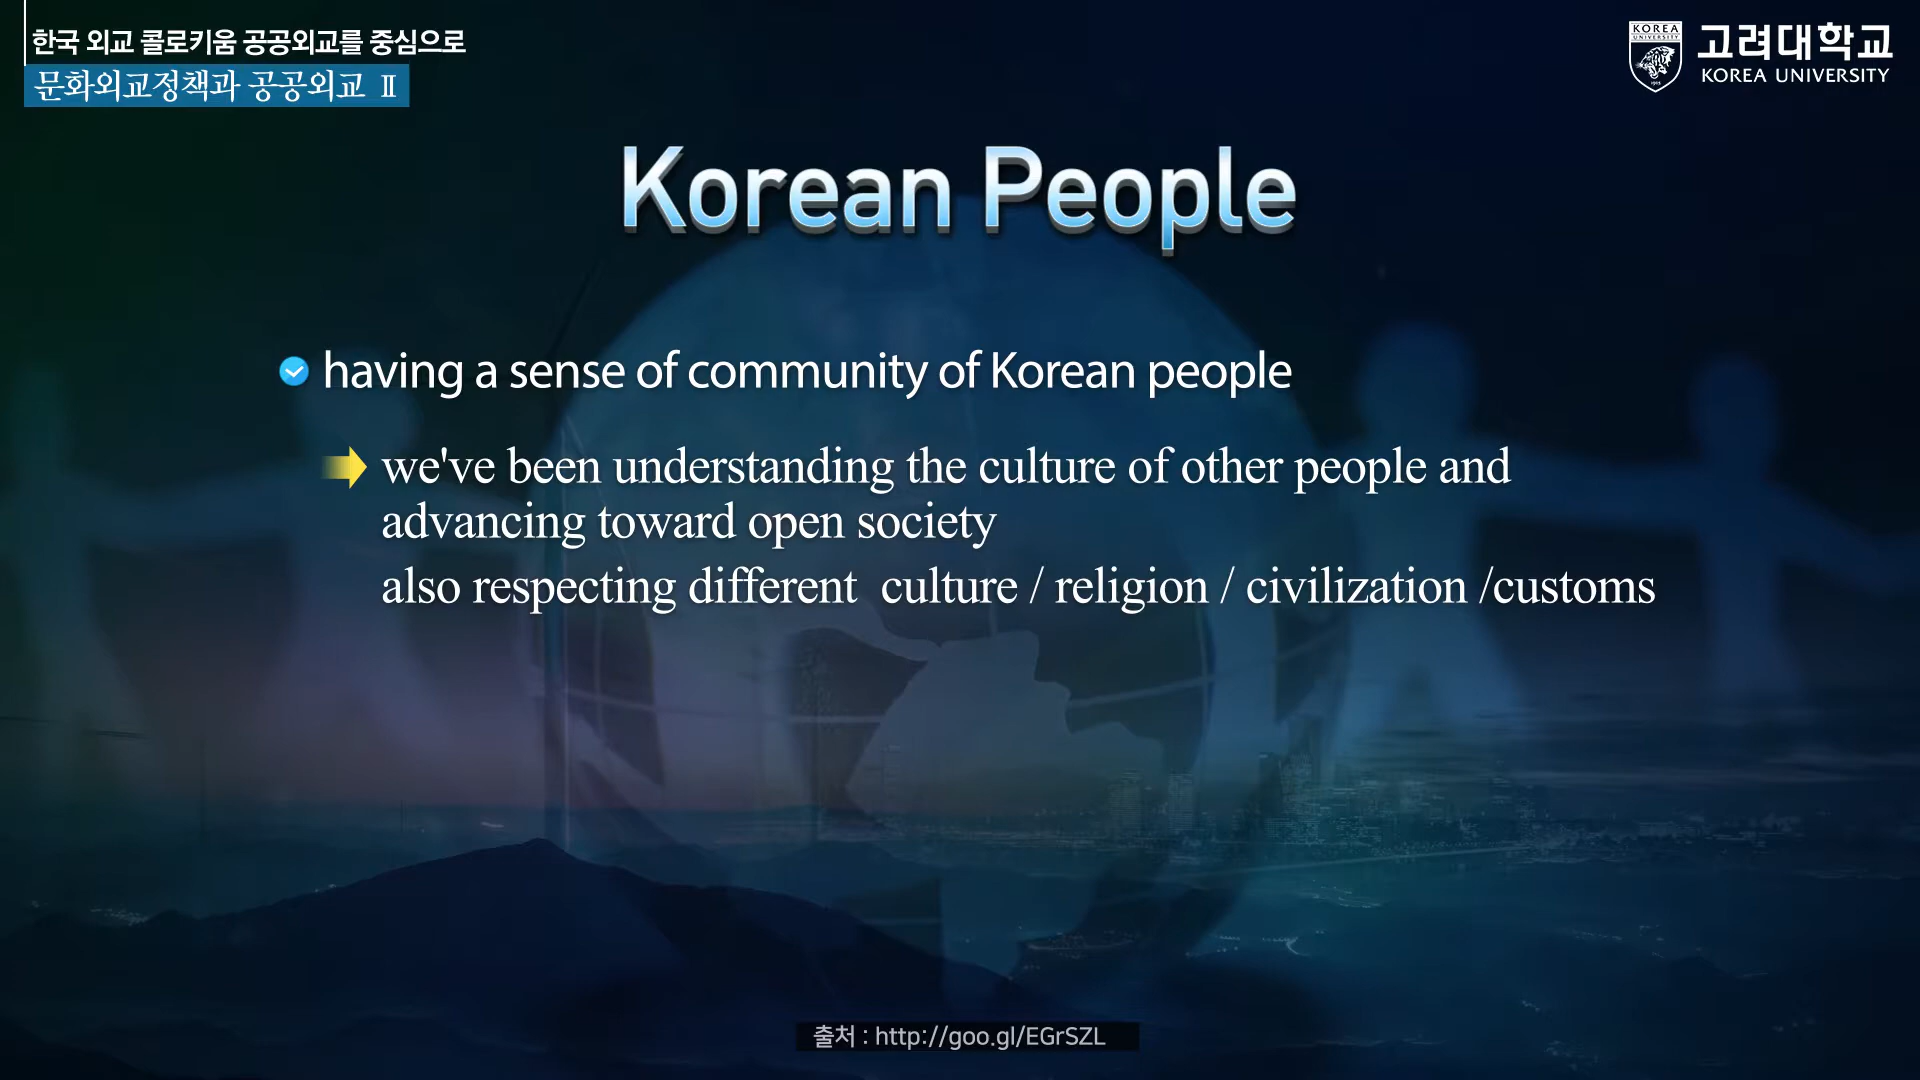 한국 외교 콜로키움 공공외교를 중심으로
문화외교정책과 공공외교 Ⅱ
KOREA
UNIVERSITY
1905
고려대학교
KOREA UNIVERSITY
Korean People
having a sense of community of Korean people
we've been understanding the culture of other people and
advancing toward open society
also respecting different culture / religion / civilization /customs
출처 : http://goo.gl/EGrSZL